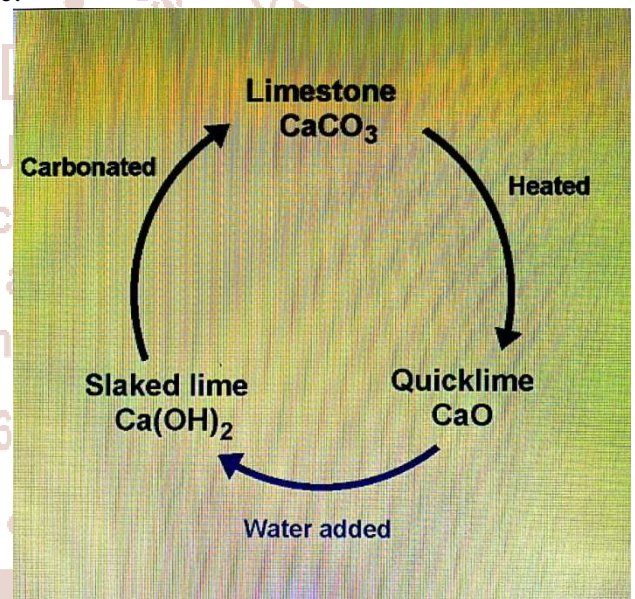 Limestone
CaCO₃
Carbonated
Heated
Slaked lime
Ca(OH)₂
Quicklime
CaO
Water added